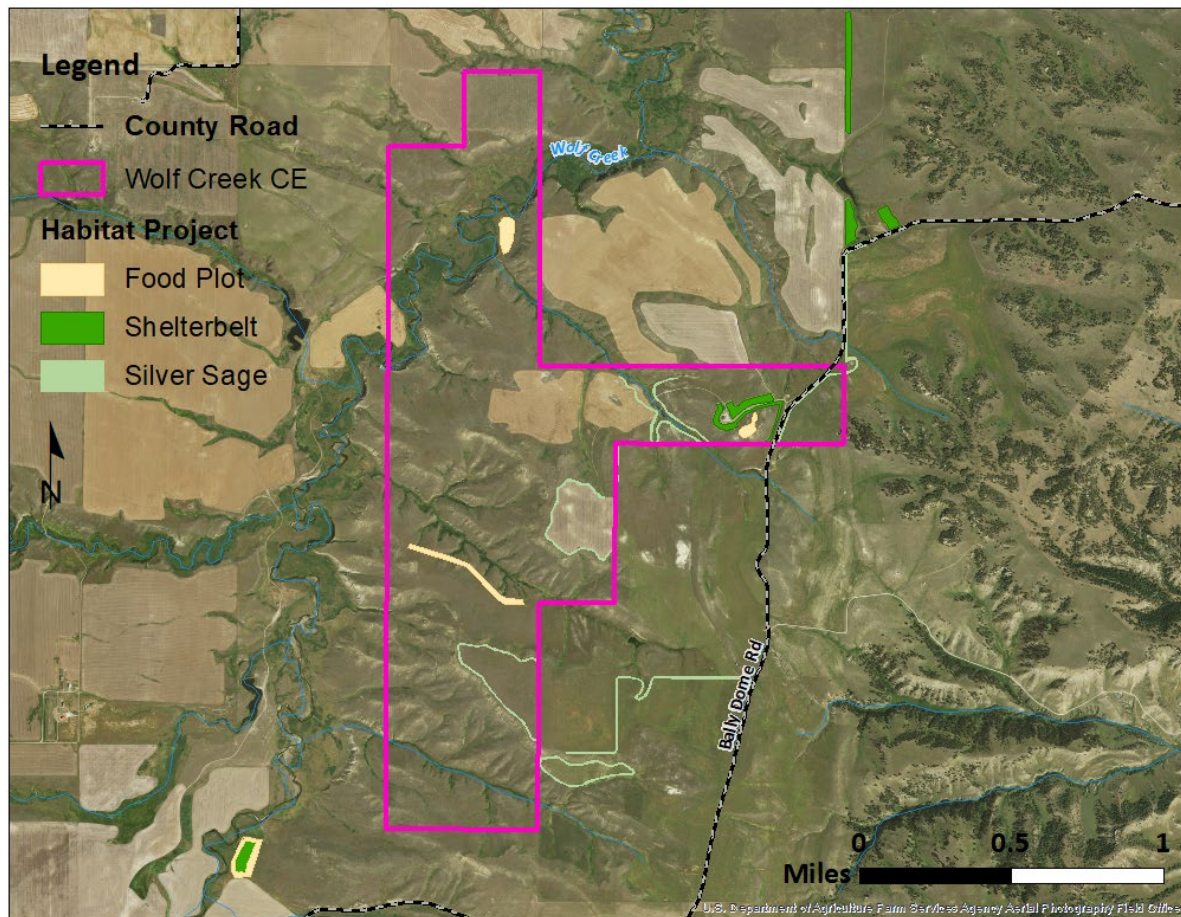 Legend
County Road
Wolf Creek CE
Habitat Project
Food Plot
Shelterbelt
Silver Sage
N
Wolf Creek
Bally Dome Rd
0 0.5 1
Miles
U.S. Department of Agriculture Farm Services Agency Aerial Photography Field Office